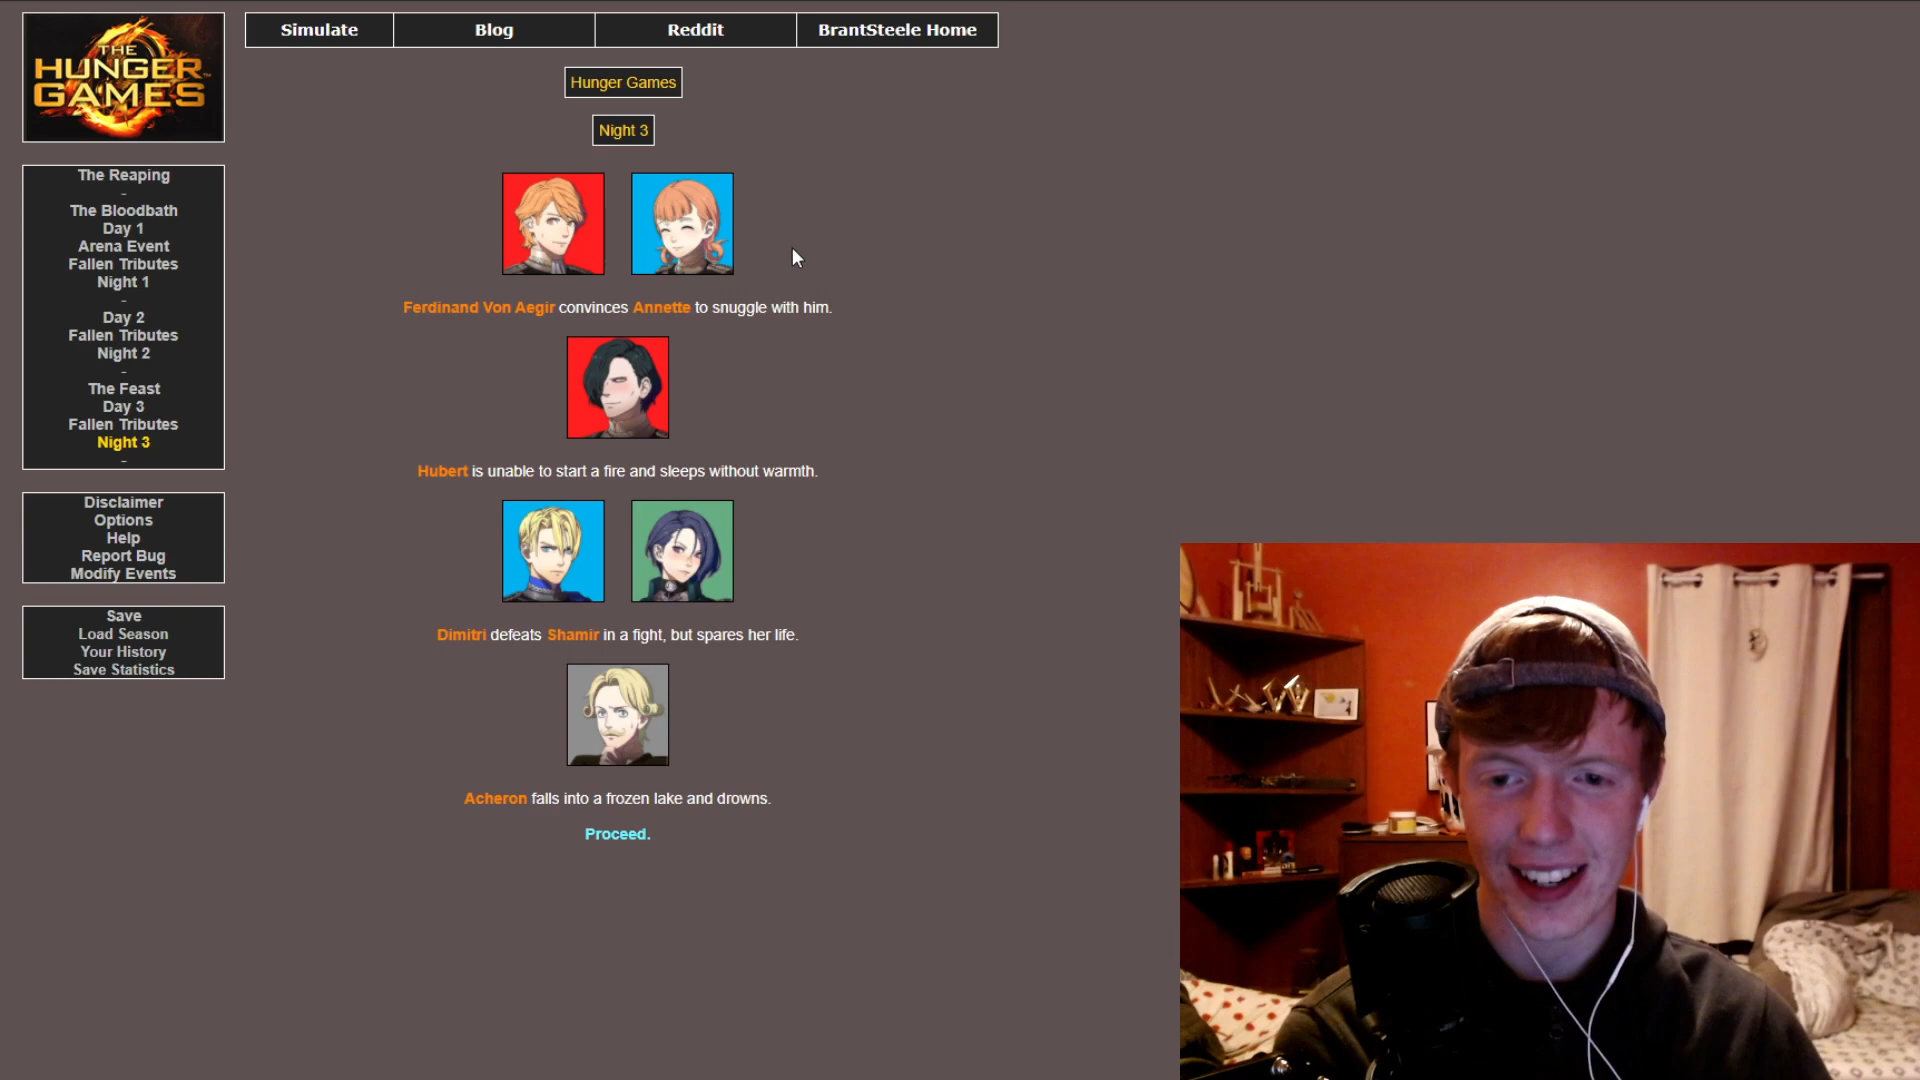 THE
HUNGER
GAMES
Simulate
Blog
Reddit
BrantSteele Home
Hunger Games
Night 3
The Reaping
-
The Bloodbath
Day 1
Arena Event
Fallen Tributes
Night 1
-
Day 2
Fallen Tributes
Night 2
-
The Feast
Day 3
Fallen Tributes
Night 3
-
Disclaimer
Options
Help
Report Bug
Modify Events
Save
Load Season
Your History
Save Statistics
Ferdinand Von Aegir convinces Annette to snuggle with him.
Hubert is unable to start a fire and sleeps without warmth.
Dimitri defeats Shamir in a fight, but spares her life.
Acheron falls into a frozen lake and drowns.
Proceed.